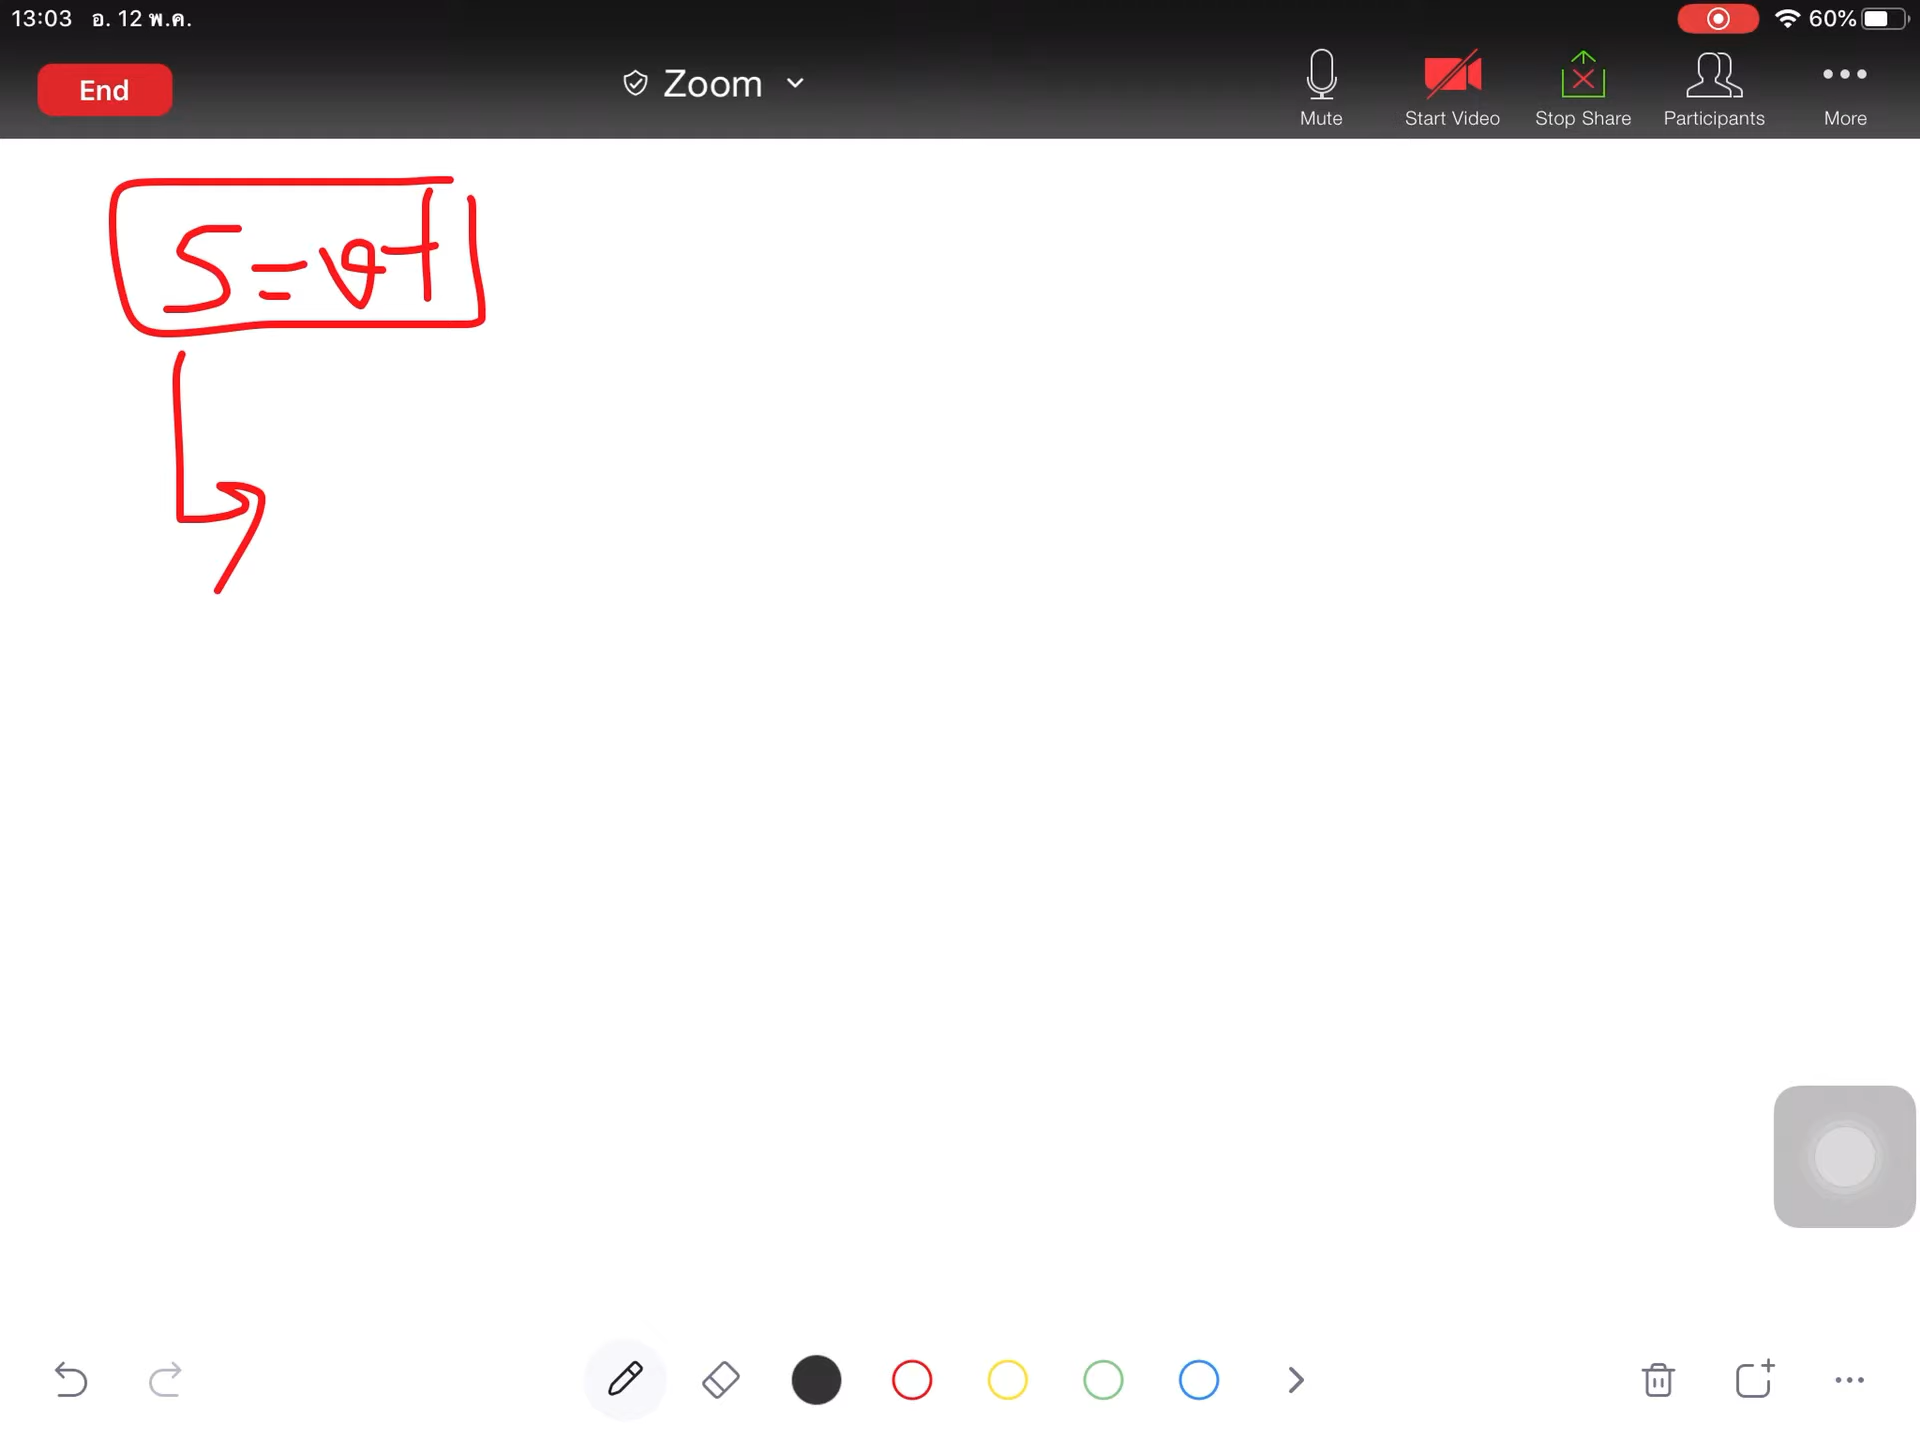 13:03 อ. 12 พ.ค. 60%
End Zoom Mute Start Video Stop Share Participants More
S=vt